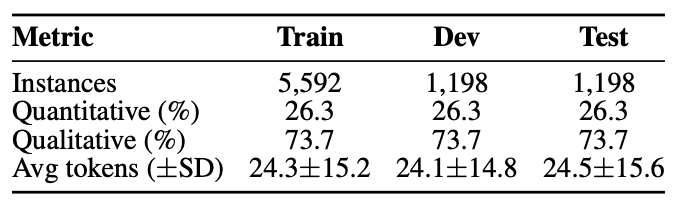 Metric Train Dev Test
Instances 5,592 1,198 1,198
Quantitative (%) 26.3 26.3 26.3
Qualitative (%) 73.7 73.7 73.7
Avg tokens (±SD) 24.3±15.2 24.1±14.8 24.5±15.6